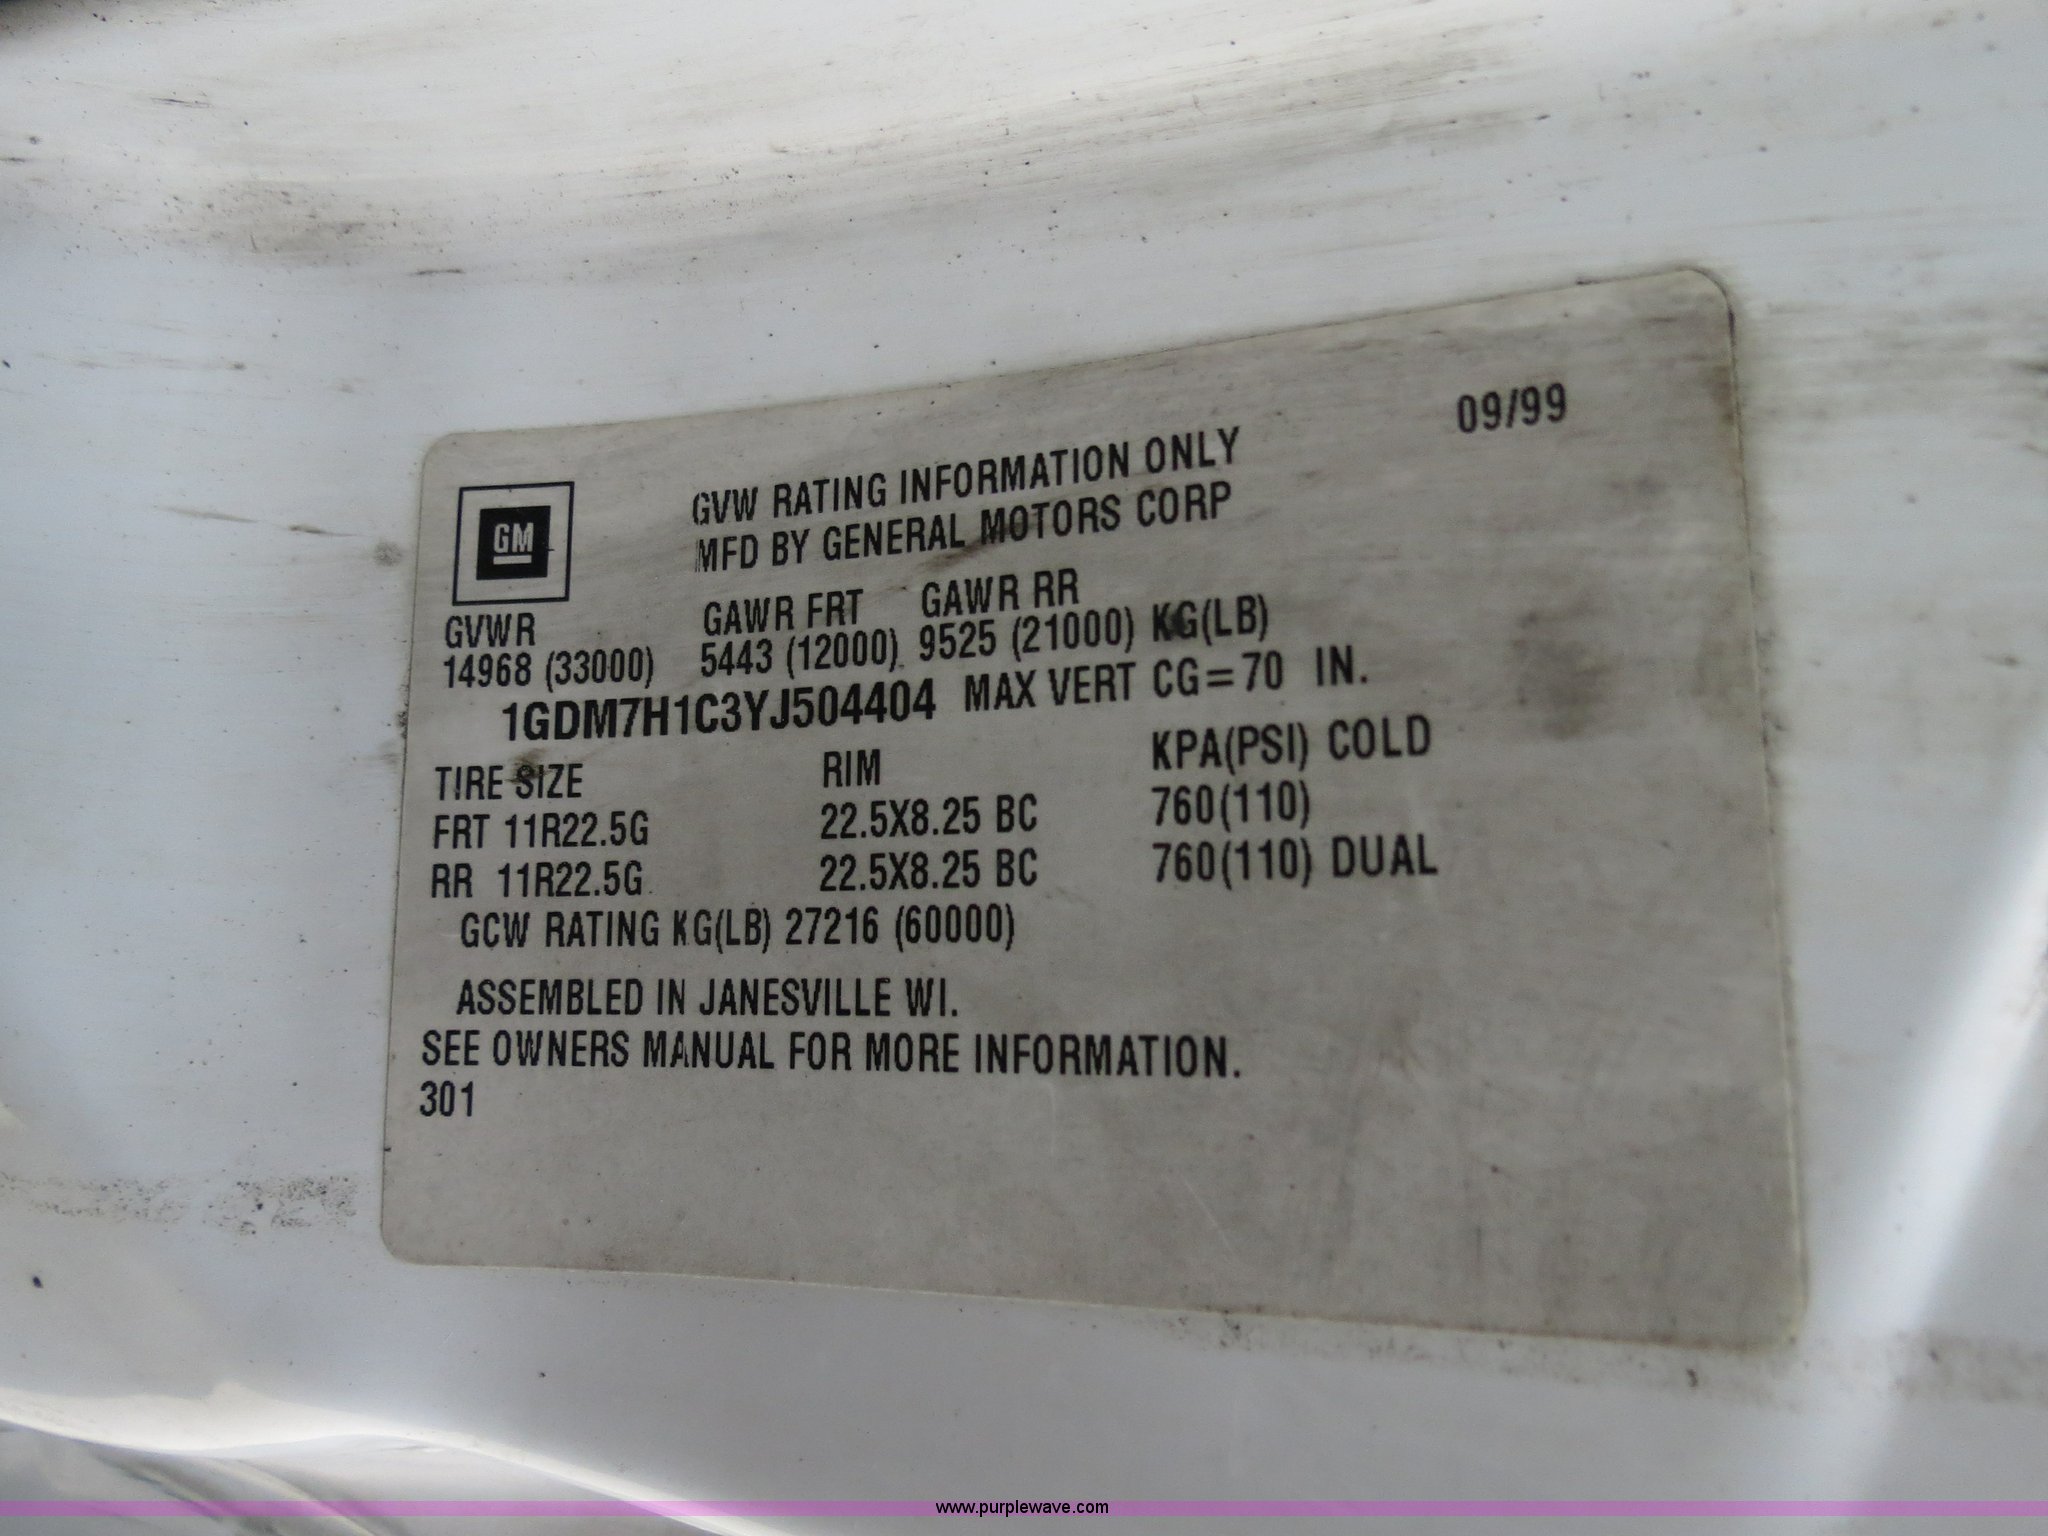 09/99
GM
GVW RATING INFORMATION ONLY
MFD BY GENERAL MOTORS CORP
GVWR GAWR FRT GAWR RR
14968 (33000) 5443 (12000) 9525 (21000) KG(LB)
1GDM7H1C3YJ504404 MAX VERT CG=70 IN.
TIRE SIZE RIM KPA(PSI) COLD
FRT 11R22.5G 22.5X8.25 BC 760(110)
RR 11R22.5G 22.5X8.25 BC 760(110) DUAL
GCW RATING KG(LB) 27216 (60000)
ASSEMBLED IN JANESVILLE WI.
SEE OWNERS MANUAL FOR MORE INFORMATION.
301
www.purplewave.com